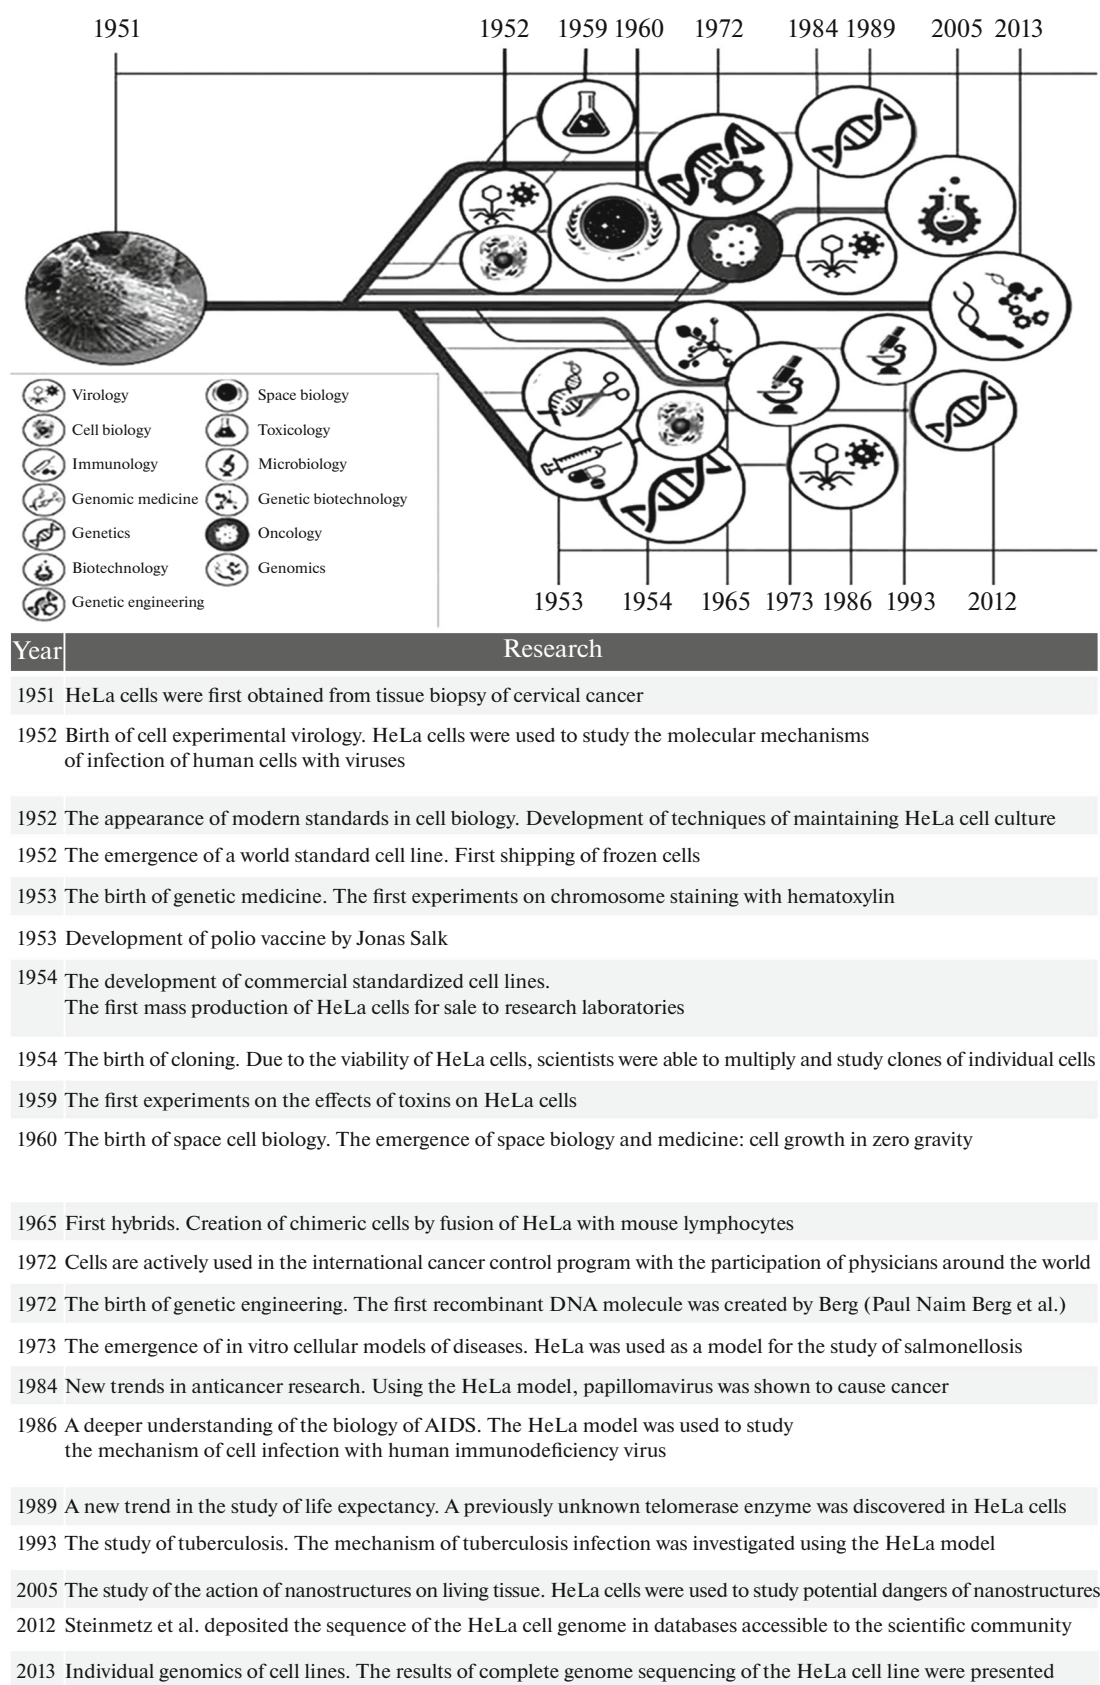 1951 1952 1959 1960 1972 1984 1989 2005 2013
Virology
Cell biology
Immunology
Genomic medicine
Genetics
Biotechnology
Genetic engineering
Space biology
Toxicology
Microbiology
Genetic biotechnology
Oncology
Genomics
1953 1954 1965 1973 1986 1993 2012
Year Research
1951 HeLa cells were first obtained from tissue biopsy of cervical cancer
1952 Birth of cell experimental virology. HeLa cells were used to study the molecular mechanisms
of infection of human cells with viruses
1952 The appearance of modern standards in cell biology. Development of techniques of maintaining HeLa cell culture
1952 The emergence of a world standard cell line. First shipping of frozen cells
1953 The birth of genetic medicine. The first experiments on chromosome staining with hematoxylin
1953 Development of polio vaccine by Jonas Salk
1954 The development of commercial standardized cell lines.
The first mass production of HeLa cells for sale to research laboratories
1954 The birth of cloning. Due to the viability of HeLa cells, scientists were able to multiply and study clones of individual cells
1959 The first experiments on the effects of toxins on HeLa cells
1960 The birth of space cell biology. The emergence of space biology and medicine: cell growth in zero gravity
1965 First hybrids. Creation of chimeric cells by fusion of HeLa with mouse lymphocytes
1972 Cells are actively used in the international cancer control program with the participation of physicians around the world
1972 The birth of genetic engineering. The first recombinant DNA molecule was created by Berg (Paul Naim Berg et al.)
1973 The emergence of in vitro cellular models of diseases. HeLa was used as a model for the study of salmonellosis
1984 New trends in anticancer research. Using the HeLa model, papillomavirus was shown to cause cancer
1986 A deeper understanding of the biology of AIDS. The HeLa model was used to study
the mechanism of cell infection with human immunodeficiency virus
1989 A new trend in the study of life expectancy. A previously unknown telomerase enzyme was discovered in HeLa cells
1993 The study of tuberculosis. The mechanism of tuberculosis infection was investigated using the HeLa model
2005 The study of the action of nanostructures on living tissue. HeLa cells were used to study potential dangers of nanostructures
2012 Steinmetz et al. deposited the sequence of the HeLa cell genome in databases accessible to the scientific community
2013 Individual genomics of cell lines. The results of complete genome sequencing of the HeLa cell line were presented